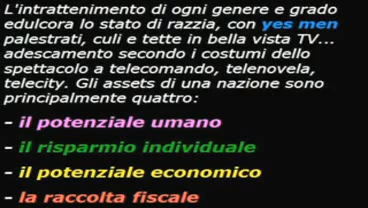 L'intrattenimento di ogni genere e grado
edulcora lo stato di razzia, con yes men
palestrati, culi e tette in bella vista TV...
adescamento secondo i costumi dello
spettacolo a telecomando, telenovela,
telecity. Gli assets di una nazione sono
principalmente quattro:
- il potenziale umano
- il risparmio individuale
- il potenziale economico
- la raccolta fiscale